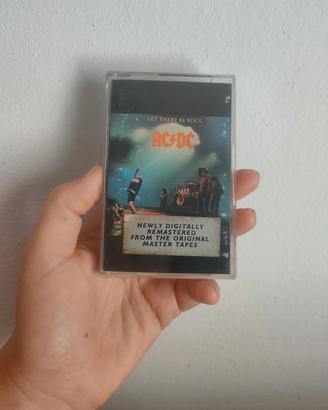 LET THERE BE ROCK
AC⚡DC
NEWLY DIGITALLY
REMASTERED
FROM THE ORIGINAL
MASTER TAPES